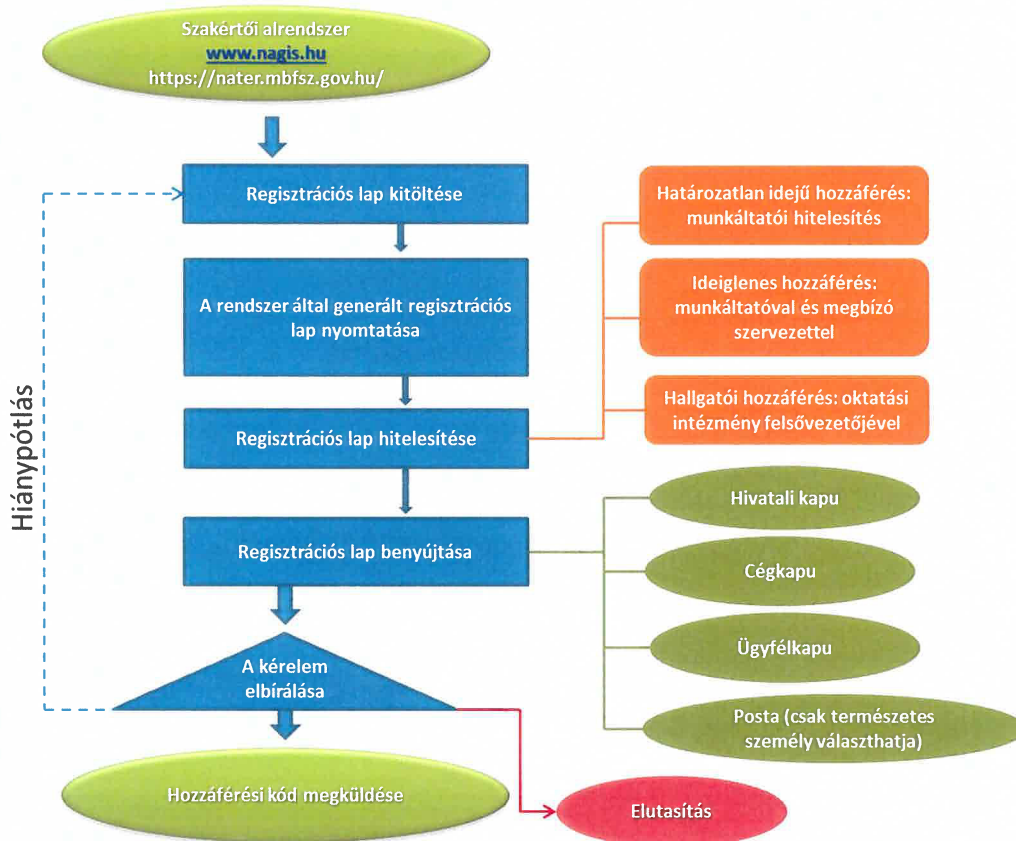 Szakértői alrendszer
www.nagis.hu
https://nater.mbfsz.gov.hu/
Regisztrációs lap kitöltése
Határozatlan idejű hozzáférés:
munkáltatói hitelesítés
A rendszer által generált regisztrációs
lap nyomtatása
Ideiglenes hozzáférés:
munkáltatóval és megbízó
szervezettel
Regisztrációs lap hitelesítése
Hallgatói hozzáférés: oktatási
intézmény felsővezetőjével
Hiánypótlás
Regisztrációs lap benyújtása
Hivatali kapu
Cégkapu
Ügyfélkapu
Posta (csak természetes
személy választhatja)
A kérelem
elbírálása
Hozzáférési kód megküldése
Elutasítás